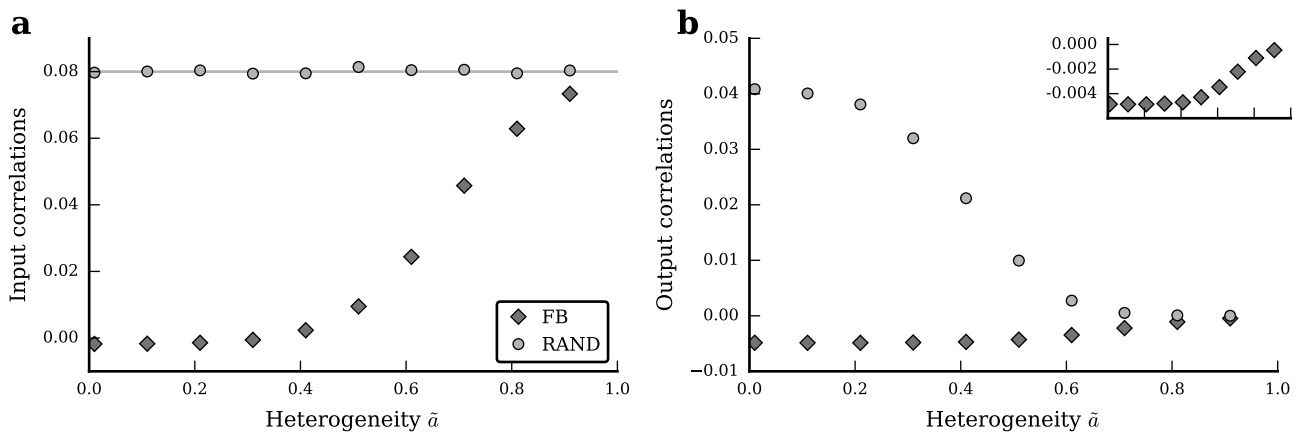 a
Input correlations
0.08
0.06
0.04
0.02
0.00
0.0 0.2 0.4 0.6 0.8 1.0
Heterogeneity ã
FB
RAND
b
Output correlations
0.05
0.04
0.03
0.02
0.01
0.00
−0.01
0.0 0.2 0.4 0.6 0.8 1.0
Heterogeneity ã
0.000
-0.002
-0.004